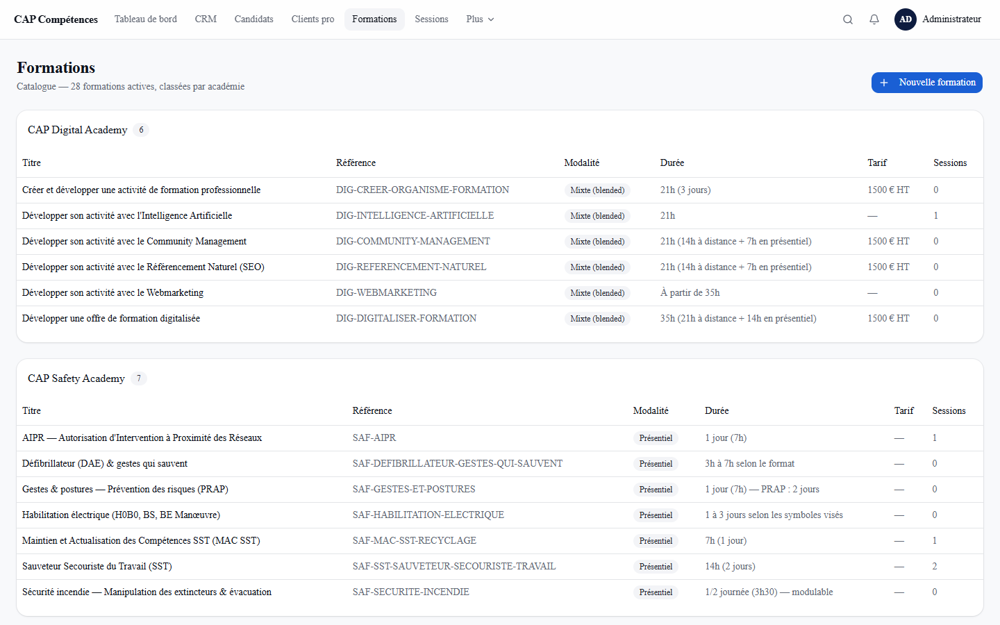 CAP Compétences Tableau de bord CRM Candidats Clients pro Formations Sessions Plus AD Administrateur
Formations
Catalogue — 28 formations actives, classées par académie
Nouvelle formation
CAP Digital Academy 6
Titre Référence Modalité Durée Tarif Sessions
Créer et développer une activité de formation professionnelle DIG-CREER-ORGANISME-FORMATION Mixte (blended) 21h (3 jours) 1500 € HT 0
Développer son activité avec l'Intelligence Artificielle DIG-INTELLIGENCE-ARTIFICIELLE Mixte (blended) 21h — 1
Développer son activité avec le Community Management DIG-COMMUNITY-MANAGEMENT Mixte (blended) 21h (14h à distance + 7h en présentiel) 1500 € HT 0
Développer son activité avec le Référencement Naturel (SEO) DIG-REFERENCEMENT-NATUREL Mixte (blended) 21h (14h à distance + 7h en présentiel) 1500 € HT 0
Développer son activité avec le Webmarketing DIG-WEBMARKETING Mixte (blended) À partir de 35h — 0
Développer une offre de formation digitalisée DIG-DIGITALISER-FORMATION Mixte (blended) 35h (21h à distance + 14h en présentiel) 1500 € HT 0
CAP Safety Academy 7
Titre Référence Modalité Durée Tarif Sessions
AIPR — Autorisation d'Intervention à Proximité des Réseaux SAF-AIPR Présentiel 1 jour (7h) — 1
Défibrillateur (DAE) & gestes qui sauvent SAF-DEFIBRILLATEUR-GESTES-QUI-SAUVENT Présentiel 3h à 7h selon le format — 0
Gestes & postures — Prévention des risques (PRAP) SAF-GESTES-ET-POSTURES Présentiel 1 jour (7h) — PRAP : 2 jours — 0
Habilitation électrique (H0B0, BS, BE Manœuvre) SAF-HABILITATION-ELECTRIQUE Présentiel 1 à 3 jours selon les symboles visés — 0
Maintien et Actualisation des Compétences SST (MAC SST) SAF-MAC-SST-RECYCLAGE Présentiel 7h (1 jour) — 1
Sauveteur Secouriste du Travail (SST) SAF-SST-SAUVETEUR-SECOURISTE-TRAVAIL Présentiel 14h (2 jours) — 2
Sécurité incendie — Manipulation des extincteurs & évacuation SAF-SECURITE-INCENDIE Présentiel 1/2 journée (3h30) — modulable — 0